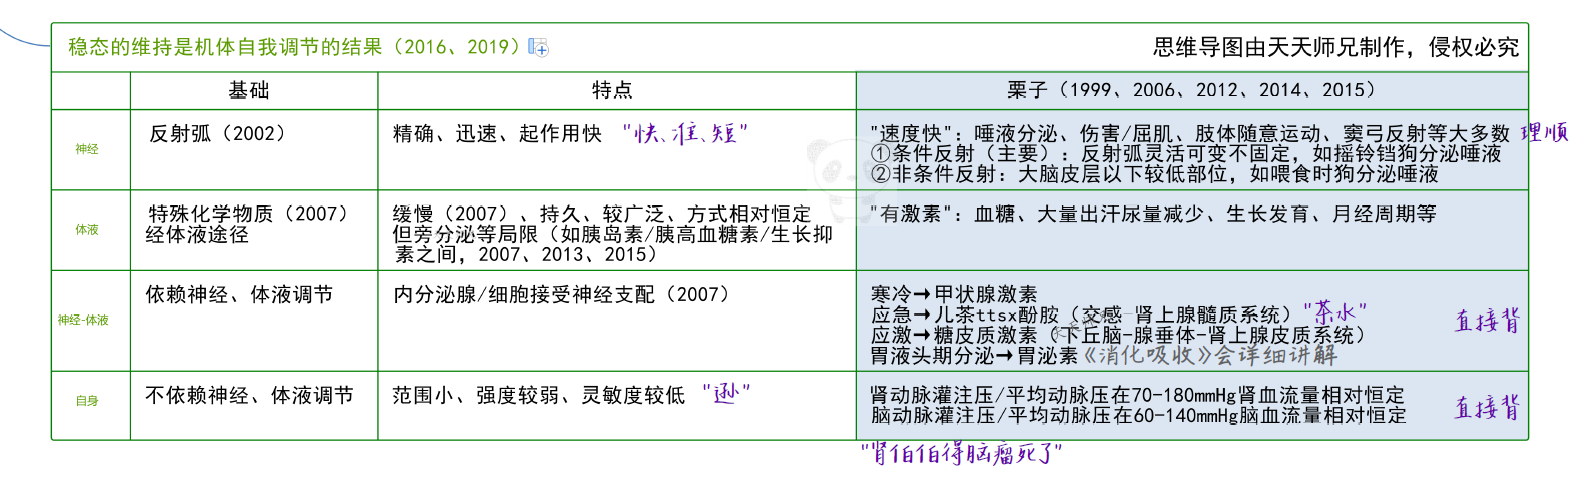 稳态的维持是机体自我调节的结果（2016、2019）
思维导图由天天师兄制作，侵权必究
基础
特点
栗子（1999、2006、2012、2014、2015）
神经
反射弧（2002）
精确、迅速、起作用快 "快、准、短"
"速度快"：唾液分泌、伤害/屈肌、肢体随意运动、窦弓反射等大多数 理顺
①条件反射（主要）：反射弧灵活可变不固定，如摇铃铛狗分泌唾液
②非条件反射：大脑皮层以下较低部位，如喂食时狗分泌唾液
体液
特殊化学物质（2007）
经体液途径
缓慢（2007）、持久、较广泛、方式相对恒定
但旁分泌等局限（如胰岛素/胰高血糖素/生长抑
素之间，2007、2013、2015）
"有激素"：血糖、大量出汗尿量减少、生长发育、月经周期等
神经-体液
依赖神经、体液调节
内分泌腺/细胞接受神经支配（2007）
寒冷→甲状腺激素
应急→儿茶ttsx酚胺（交感-肾上腺髓质系统）"茶水"
应激→糖皮质激素（下丘脑-腺垂体-肾上腺皮质系统）
胃液头期分泌→胃泌素《消化吸收》会详细讲解
直接背
自身
不依赖神经、体液调节
范围小、强度较弱、灵敏度较低 "逊"
肾动脉灌注压/平均动脉压在70-180mmHg肾血流量相对恒定
脑动脉灌注压/平均动脉压在60-140mmHg脑血流量相对恒定
直接背
"肾伯伯得脑瘤死了"